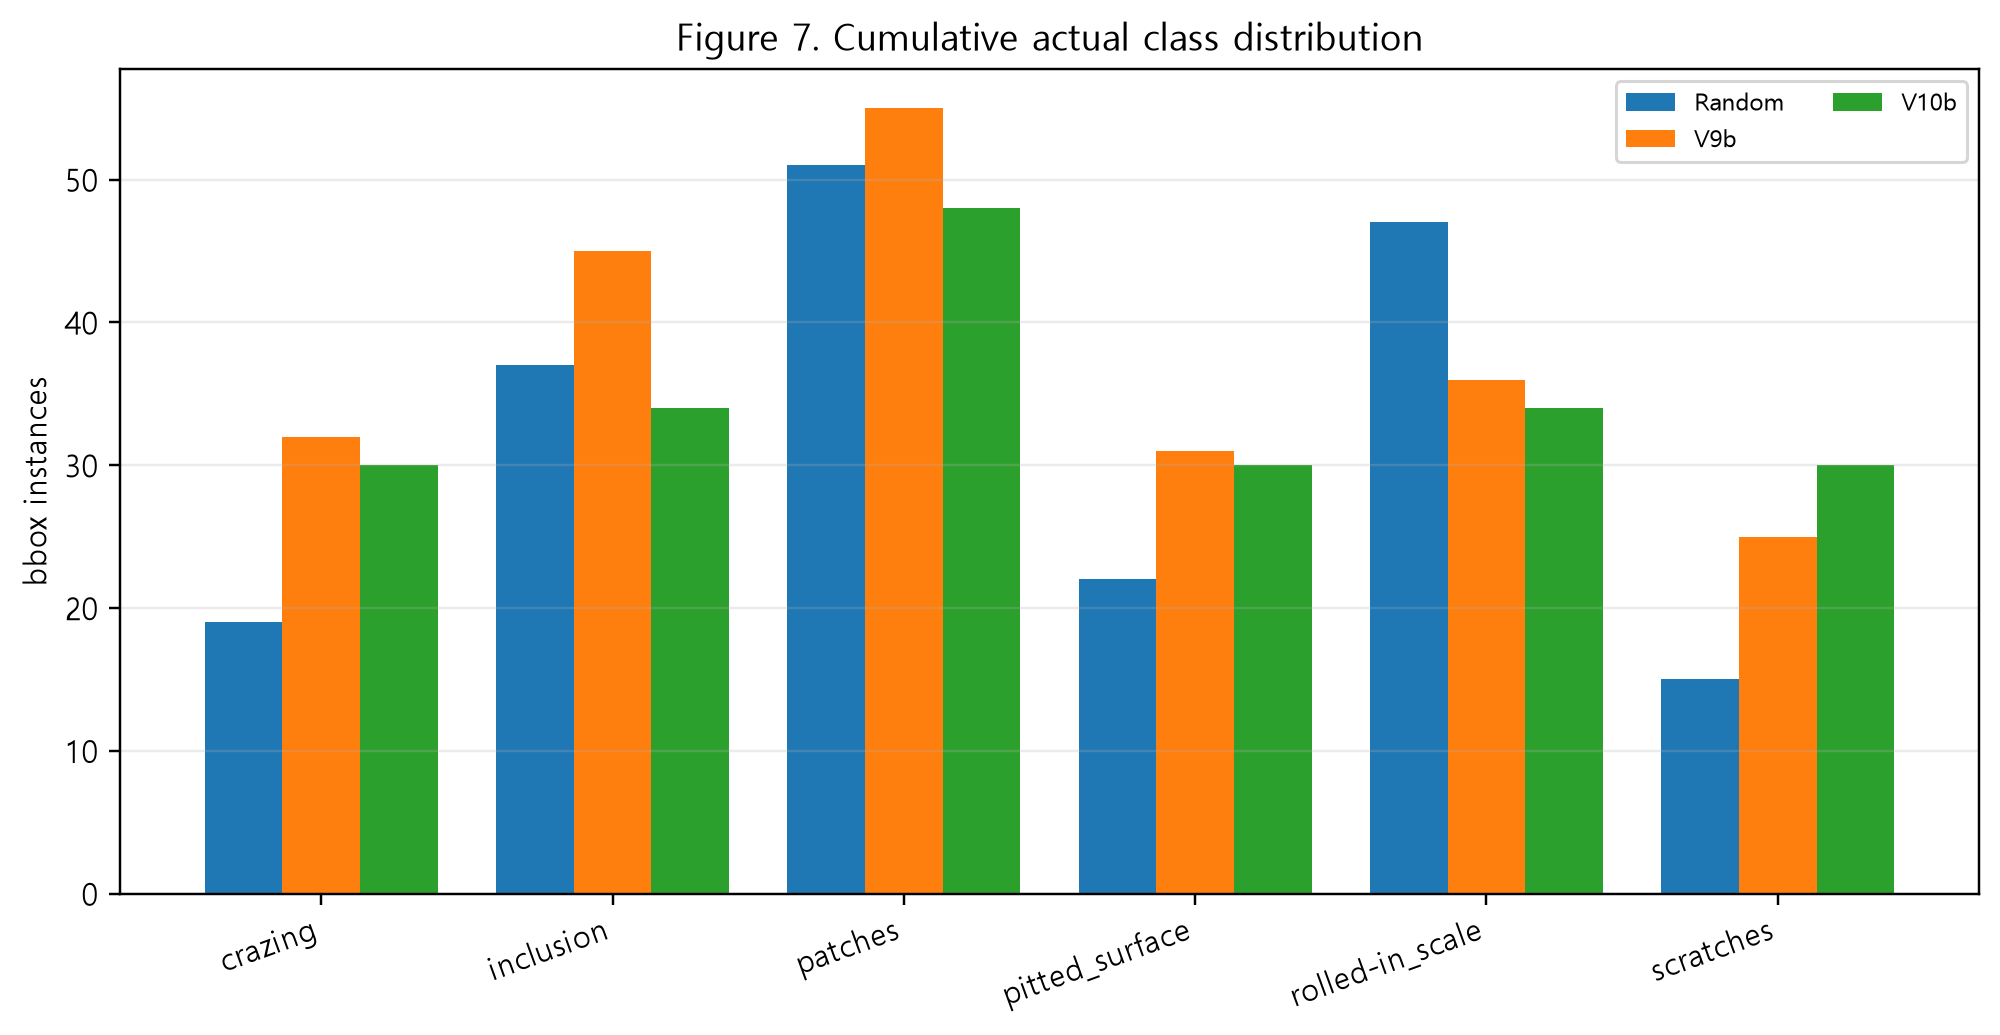 Figure 7. Cumulative actual class distribution
Random
V9b
V10b
bbox instances
50
40
30
20
10
0
crazing
inclusion
patches
pitted_surface
rolled-in_scale
scratches